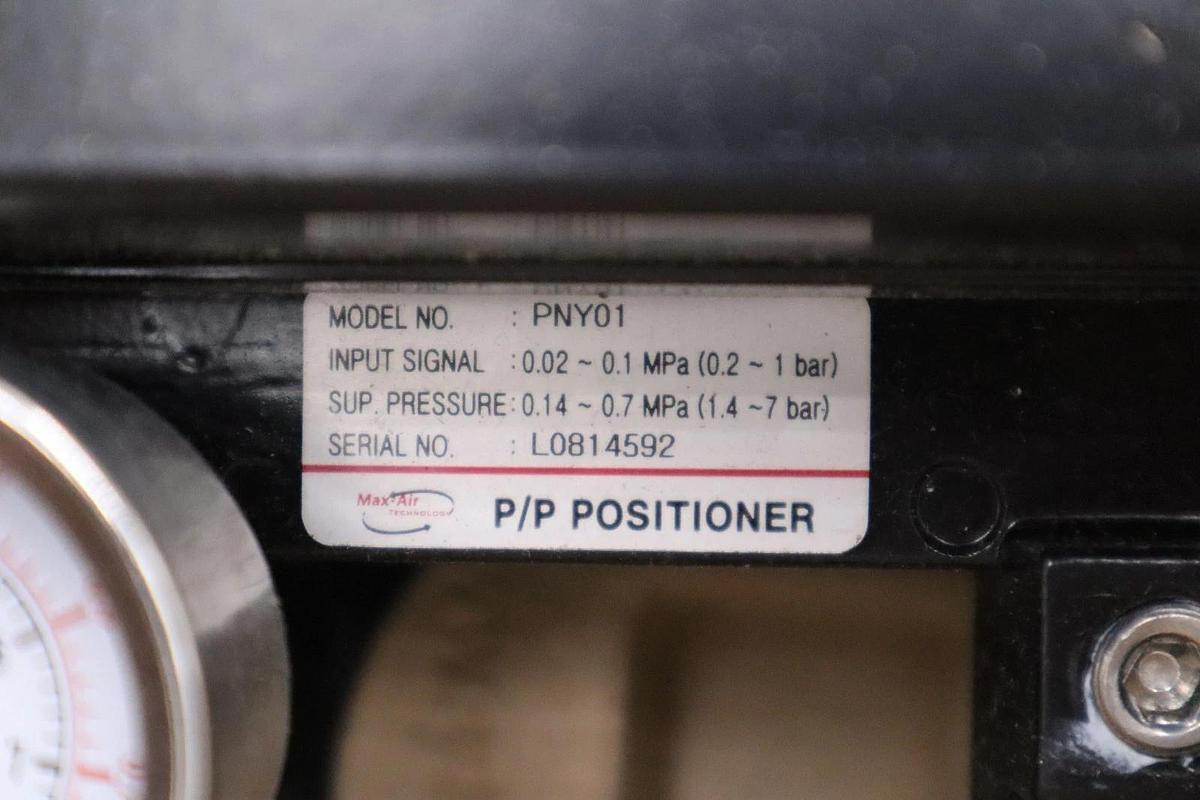 MODEL NO. : PNY01
INPUT SIGNAL : 0.02 ~ 0.1 MPa (0.2 ~ 1 bar)
SUP. PRESSURE : 0.14 ~ 0.7 MPa (1.4 ~7 bar)
SERIAL NO. : L0814592
Max-Air
TECHNOLOGY
P/P POSITIONER